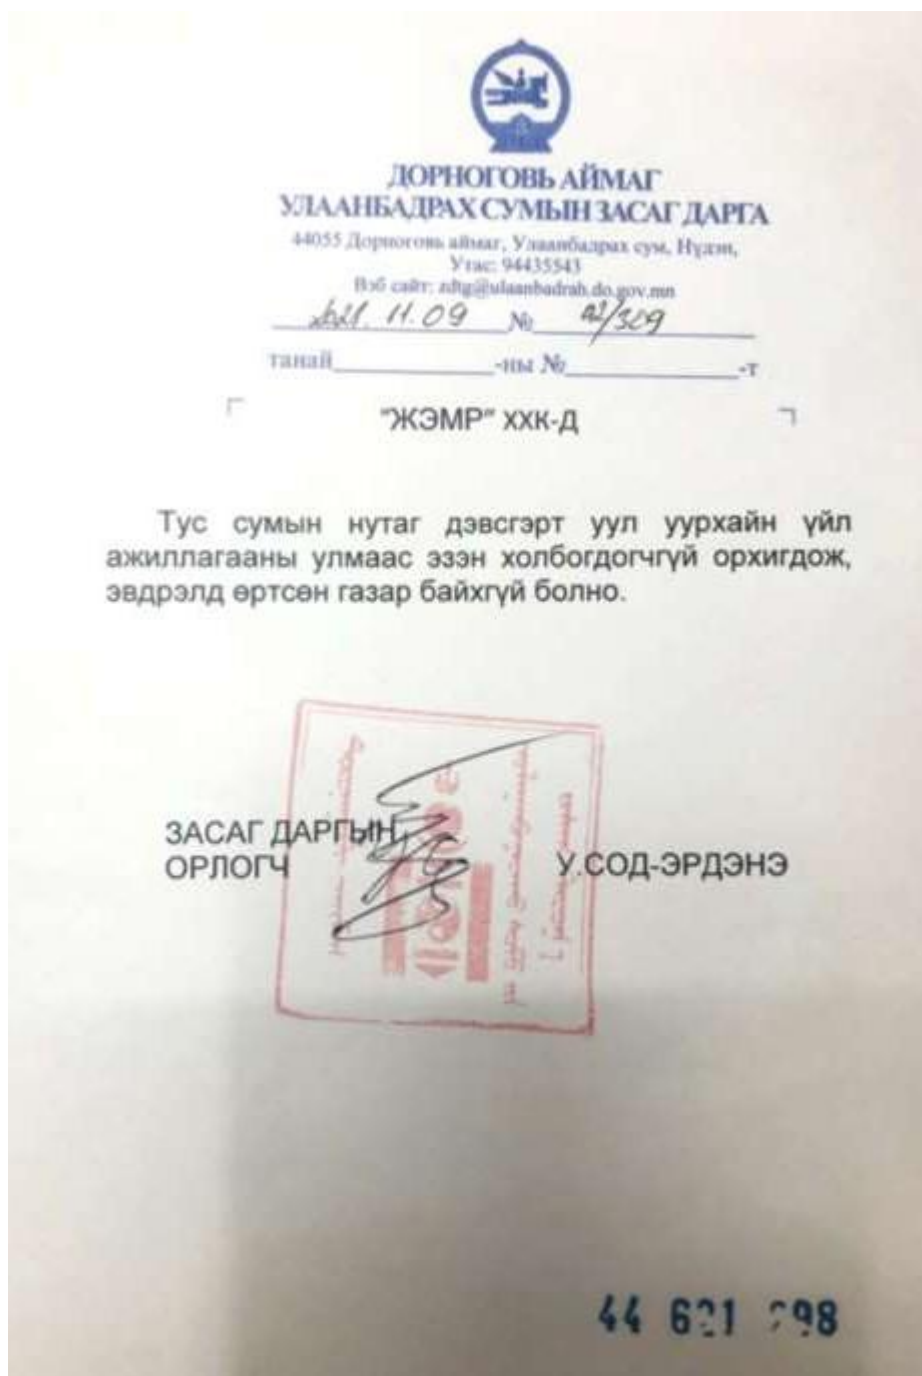 ДОРНОГОВЬ АЙМАГ
УЛААНБАДРАХ СУМЫН ЗАСАГ ДАРГА
44055 Дорноговь аймаг, Улаанбадрах сум, Нүдэн,
Утас: 94435543
Вэб сайт: zdtg@ulaanbadrah.do.gov.mn
2021. 11.09 № 02/309
танай -ны № -т
"ЖЭМР" ХХК-Д
Тус сумын нутаг дэвсгэрт уул уурхайн үйл
ажиллагааны улмаас эзэн холбогдогчгүй орхигдож,
эвдрэлд өртсөн газар байхгүй болно.
ЗАСАГ ДАРГЫН
ОРЛОГЧ У.СОД-ЭРДЭНЭ
44